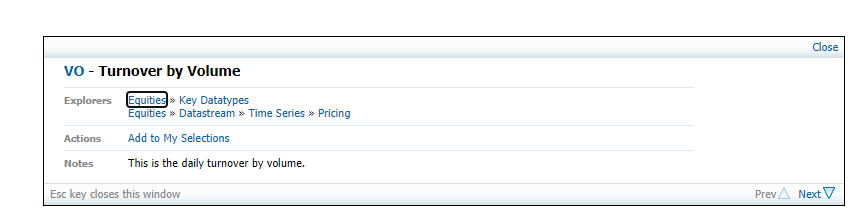 Close
VO - Turnover by Volume
Explorers Equities » Key Datatypes
Equities » Datastream » Time Series » Pricing
Actions Add to My Selections
Notes This is the daily turnover by volume.
Esc key closes this window Prev Next